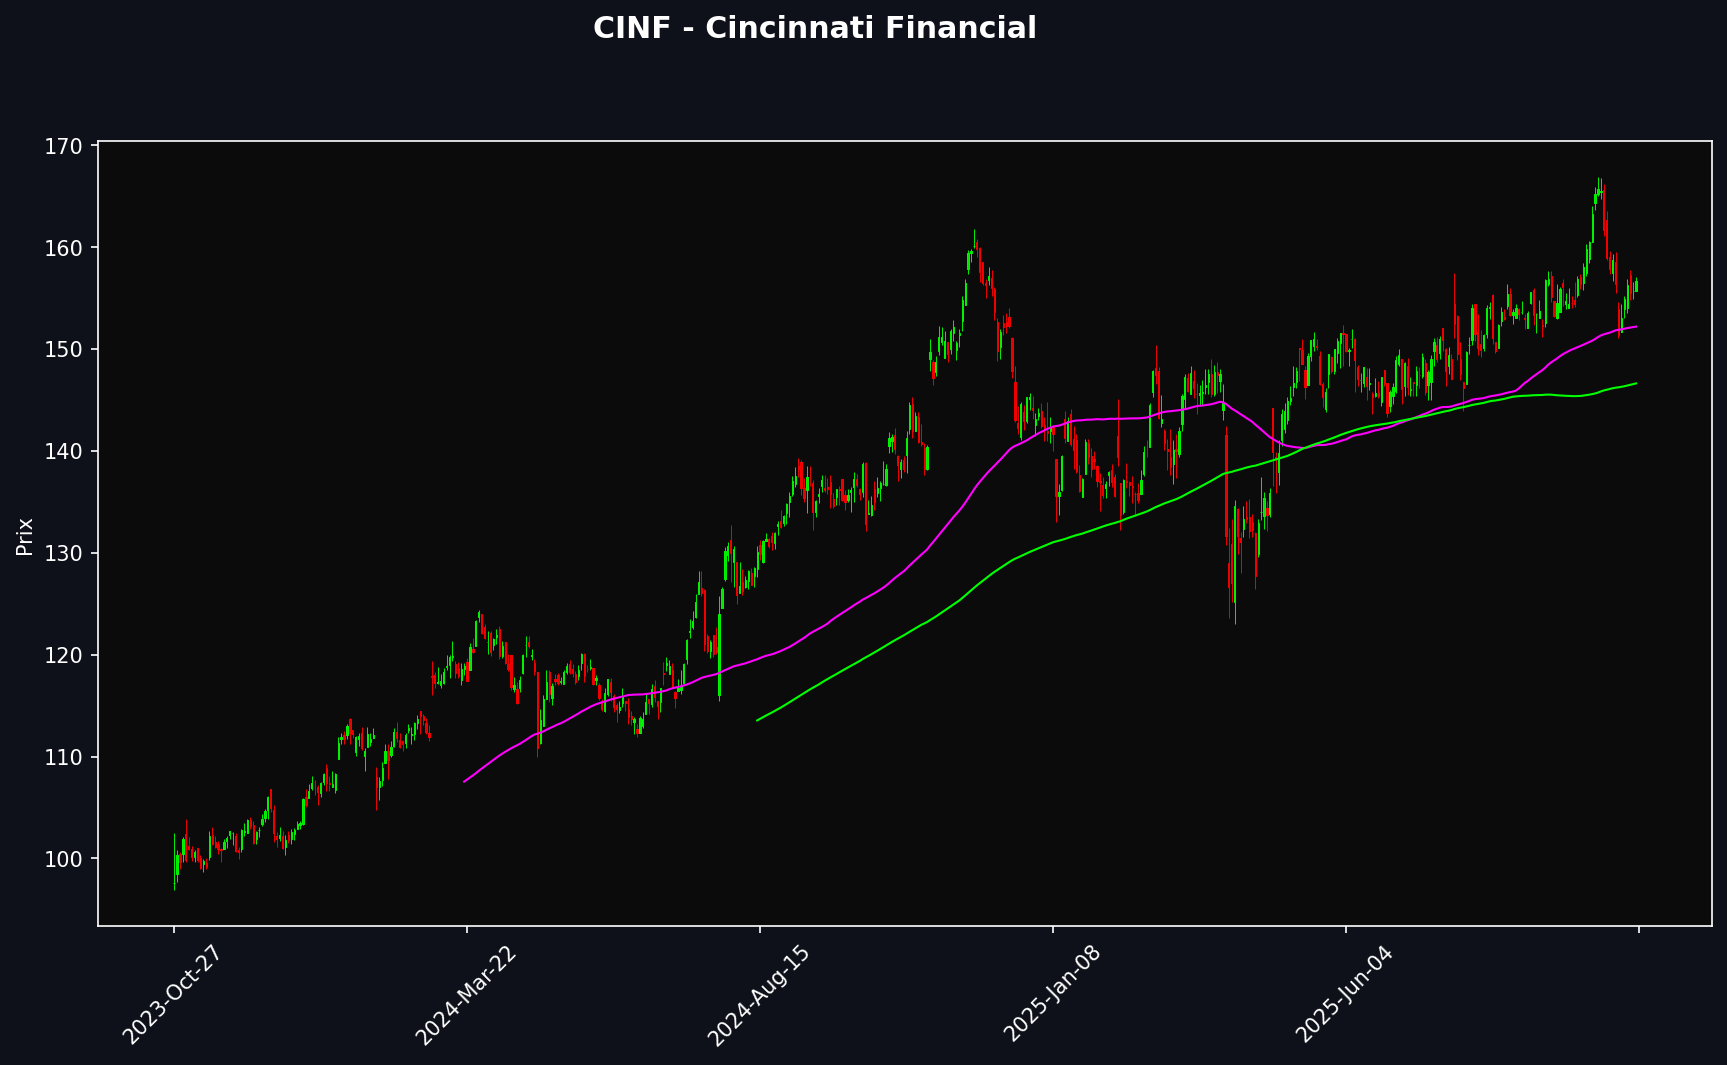 CINF - Cincinnati Financial
170
160
150
140
130
120
110
100
Prix
2023-Oct-27
2024-Mar-22
2024-Aug-15
2025-Jan-08
2025-Jun-04